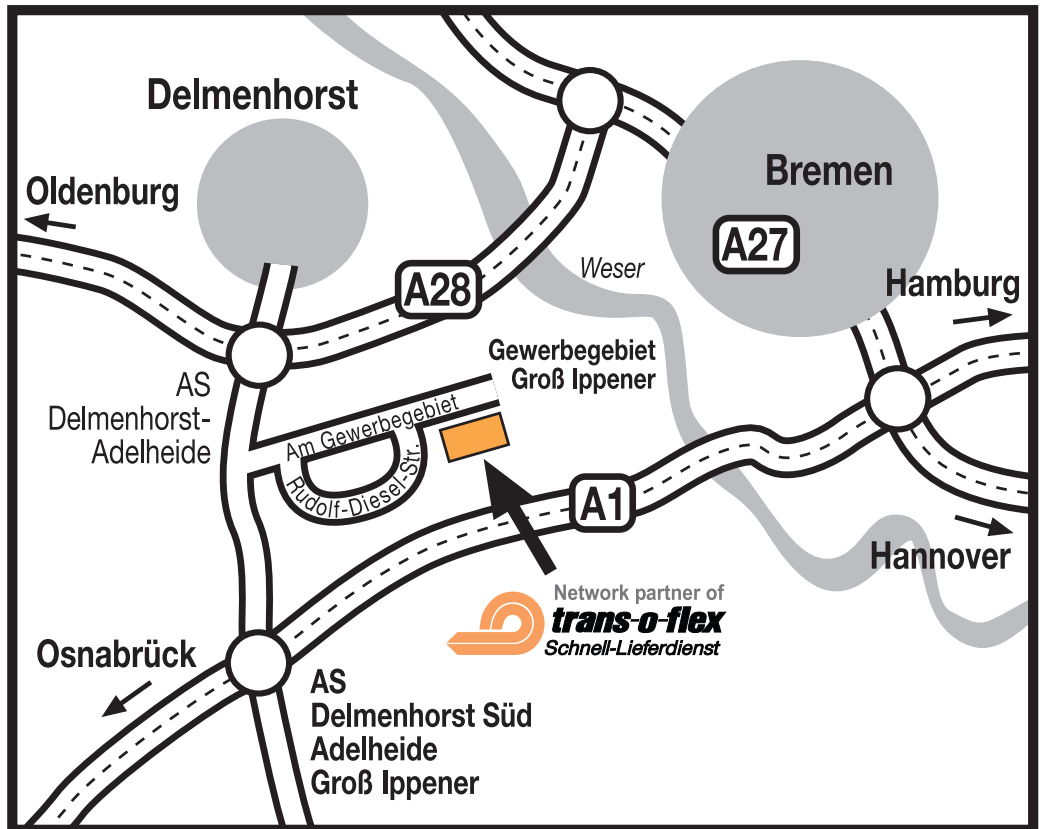 Delmenhorst
Oldenburg
Bremen
A27
Weser
A28
Hamburg
Gewerbegebiet
Groß Ippener
AS
Delmenhorst-
Adelheide
Am Gewerbegebiet
Rudolf-Diesel-Str.
A1
Hannover
Network partner of
trans-o-flex
Schnell-Lieferdienst
Osnabrück
AS
Delmenhorst Süd
Adelheide
Groß Ippener